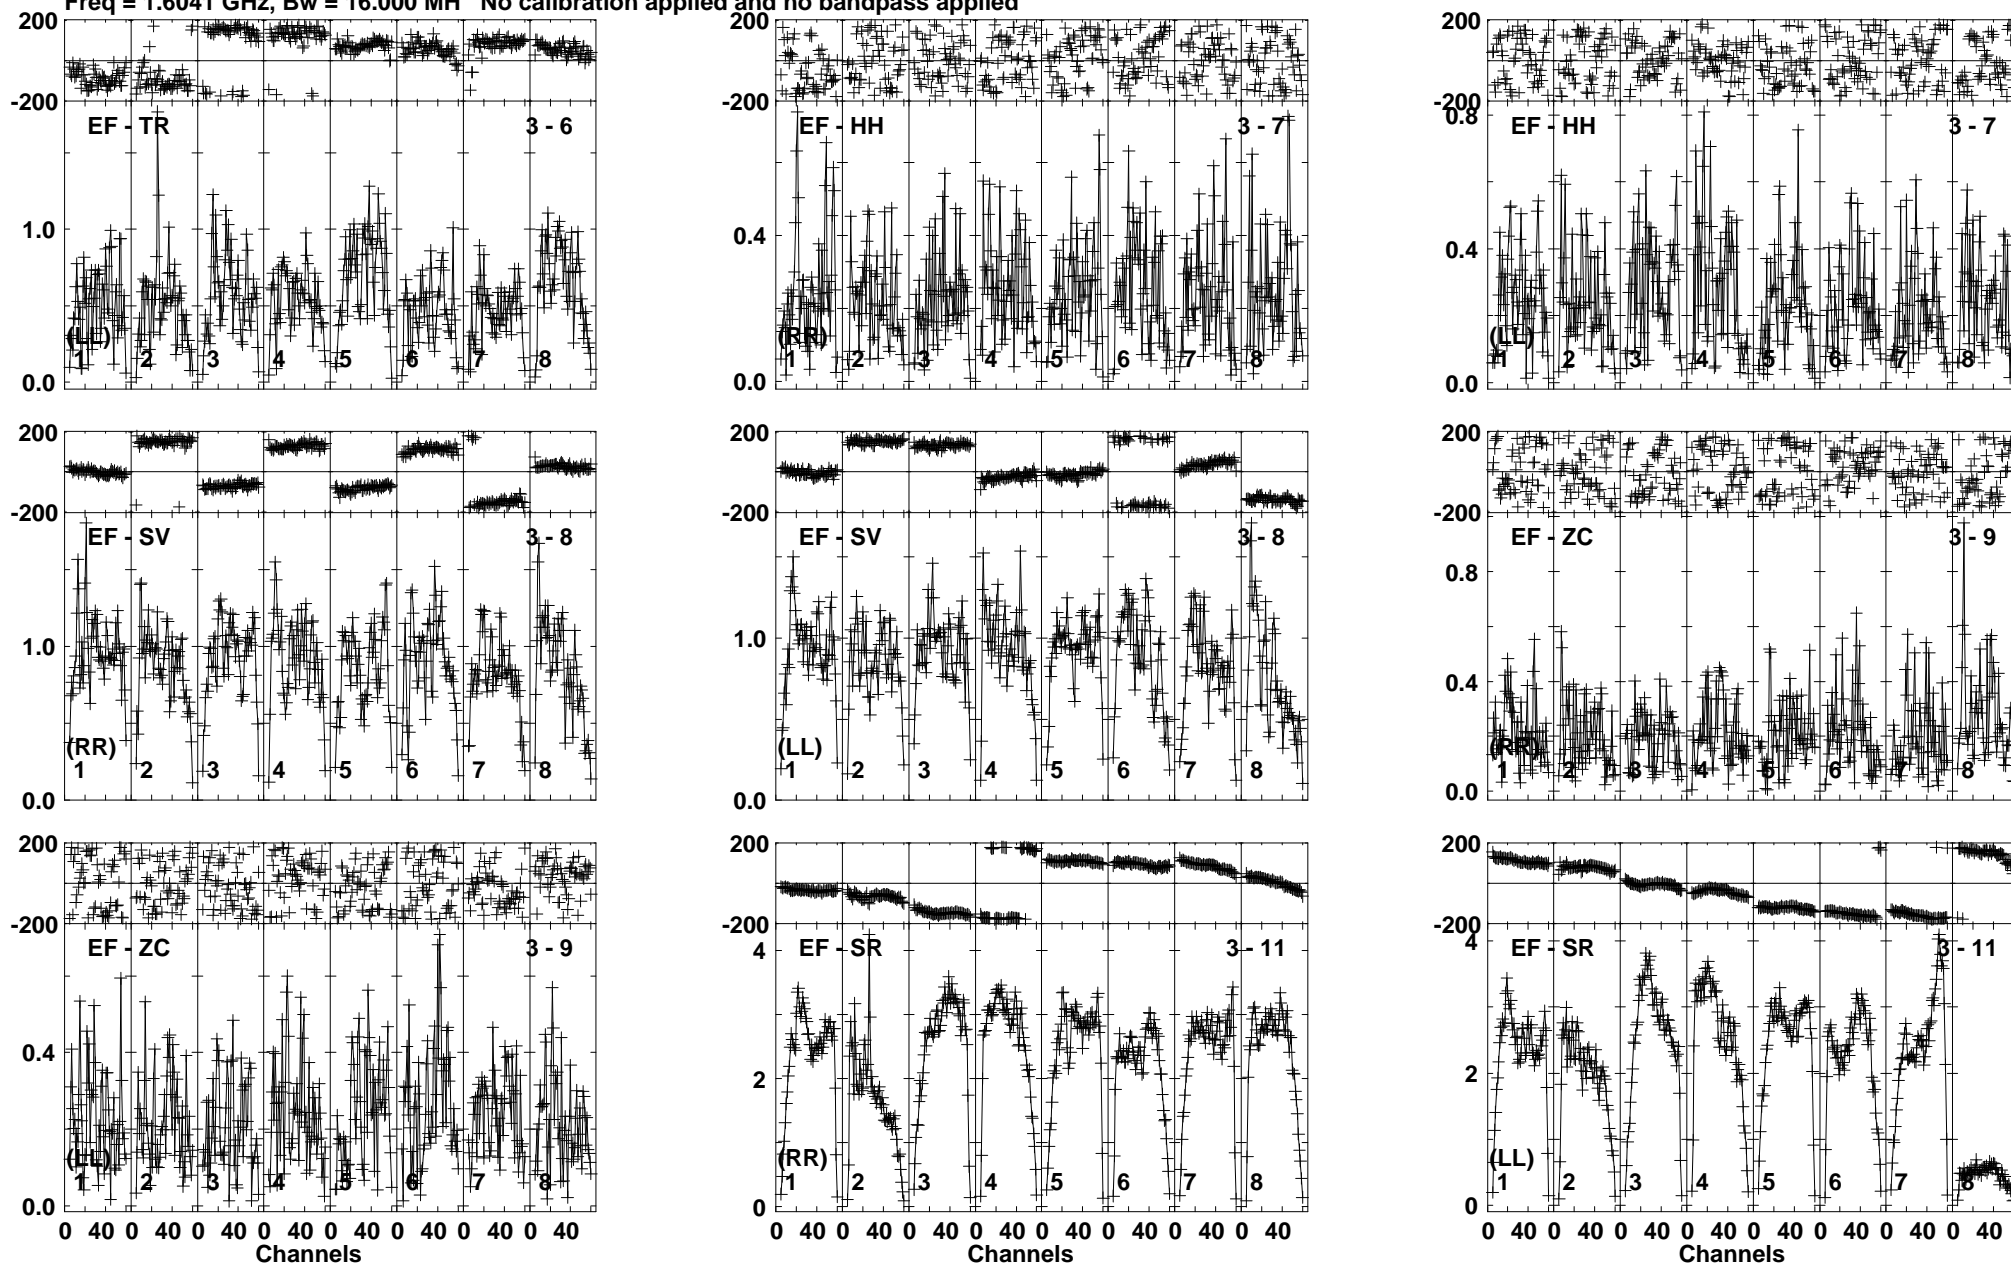 Freq = 1.6041 GHz, Bw = 16.000 MH No calibration applied and no bandpass applied
200
-200
EF - TR 3 - 6
1.0
(LL)
1 2 3 4 5 6 7 8
0.0
200
-200
EF - HH 3 - 7
0.4
(RR)
1 2 3 4 5 6 7 8
0.0
200
-200
0.8
EF - HH 3 - 7
0.4
(LL)
1 2 3 4 5 6 7 8
0.0
200
-200
EF - SV 3 - 8
1.0
(RR)
1 2 3 4 5 6 7 8
0.0
200
-200
EF - SV 3 - 8
1.0
(LL)
1 2 3 4 5 6 7 8
0.0
200
-200
EF - ZC 3 - 9
0.8
0.4
(RR)
1 2 3 4 5 6 7 8
0.0
200
-200
EF - ZC 3 - 9
0.4
(LL)
1 2 3 4 5 6 7 8
0.0
0 40 0 40 0 40 0 40 0 40 0 40 0 40 0 40
Channels
200
-200
EF - SR 3 - 11
4
2
(RR)
1 2 3 4 5 6 7 8
0
0 40 0 40 0 40 0 40 0 40 0 40 0 40 0 40
Channels
200
-200
4
EF - SR 3 - 11
2
(LL)
1 2 3 4 5 6 7 8
0
0 40 0 40 0 40 0 40 0 40 0 40 0 40 0 40
Channels